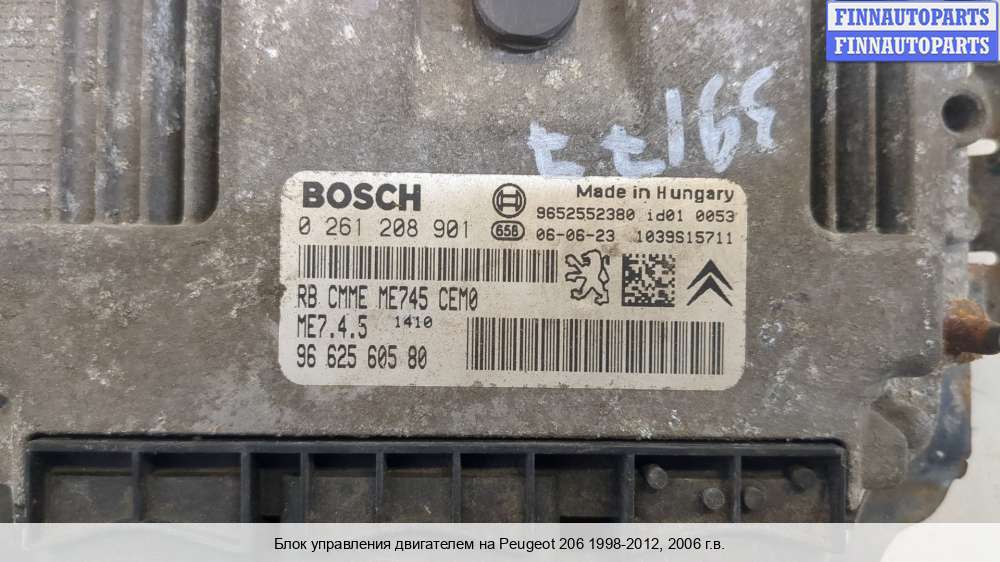 FINNAUTOPARTS
FINNAUTOPARTS
39177
BOSCH
Made in Hungary
0 261 208 901
9652552380 id01 0053
658
06-06-23 1039S15711
RB CMME ME745 CEM0
ME7.4.5 1410
96 625 605 80
Блок управления двигателем на Peugeot 206 1998-2012, 2006 г.в.